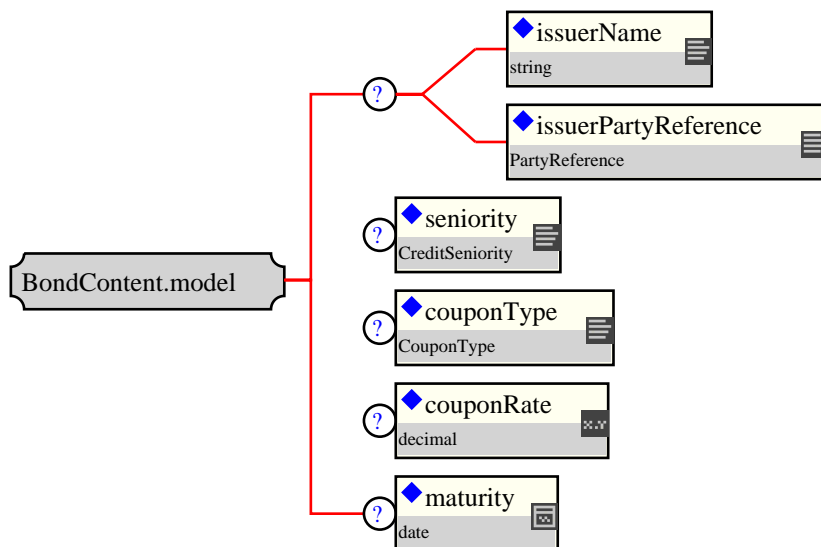 issuerName
string
?
issuerPartyReference
PartyReference
?
seniority
CreditSeniority
BondContent.model
?
couponType
CouponType
?
couponRate
decimal
x.y
?
maturity
date